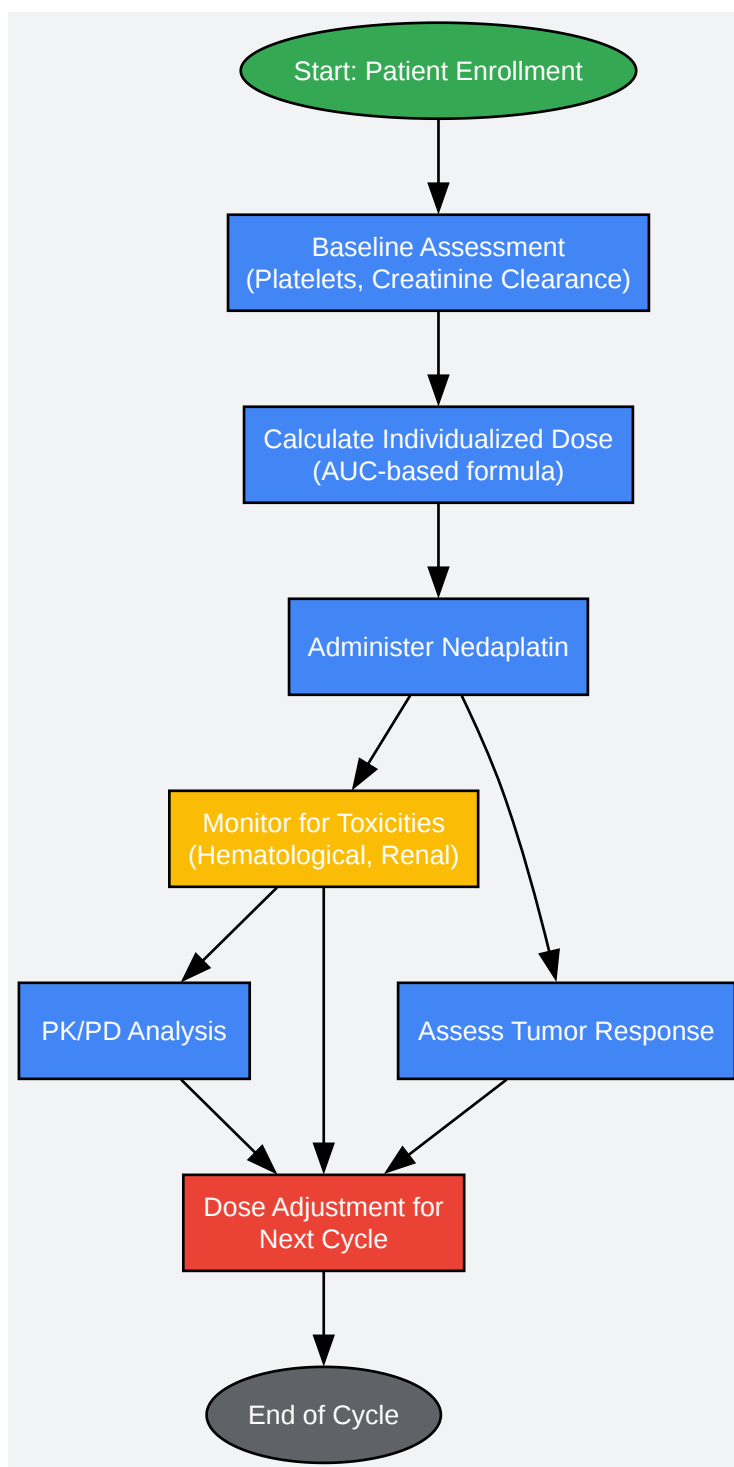 Start: Patient Enrollment
Baseline Assessment
(Platelets, Creatinine Clearance)
Calculate Individualized Dose
(AUC-based formula)
Administer Nedaplatin
Monitor for Toxicities
(Hematological, Renal)
PK/PD Analysis
Assess Tumor Response
Dose Adjustment for
Next Cycle
End of Cycle